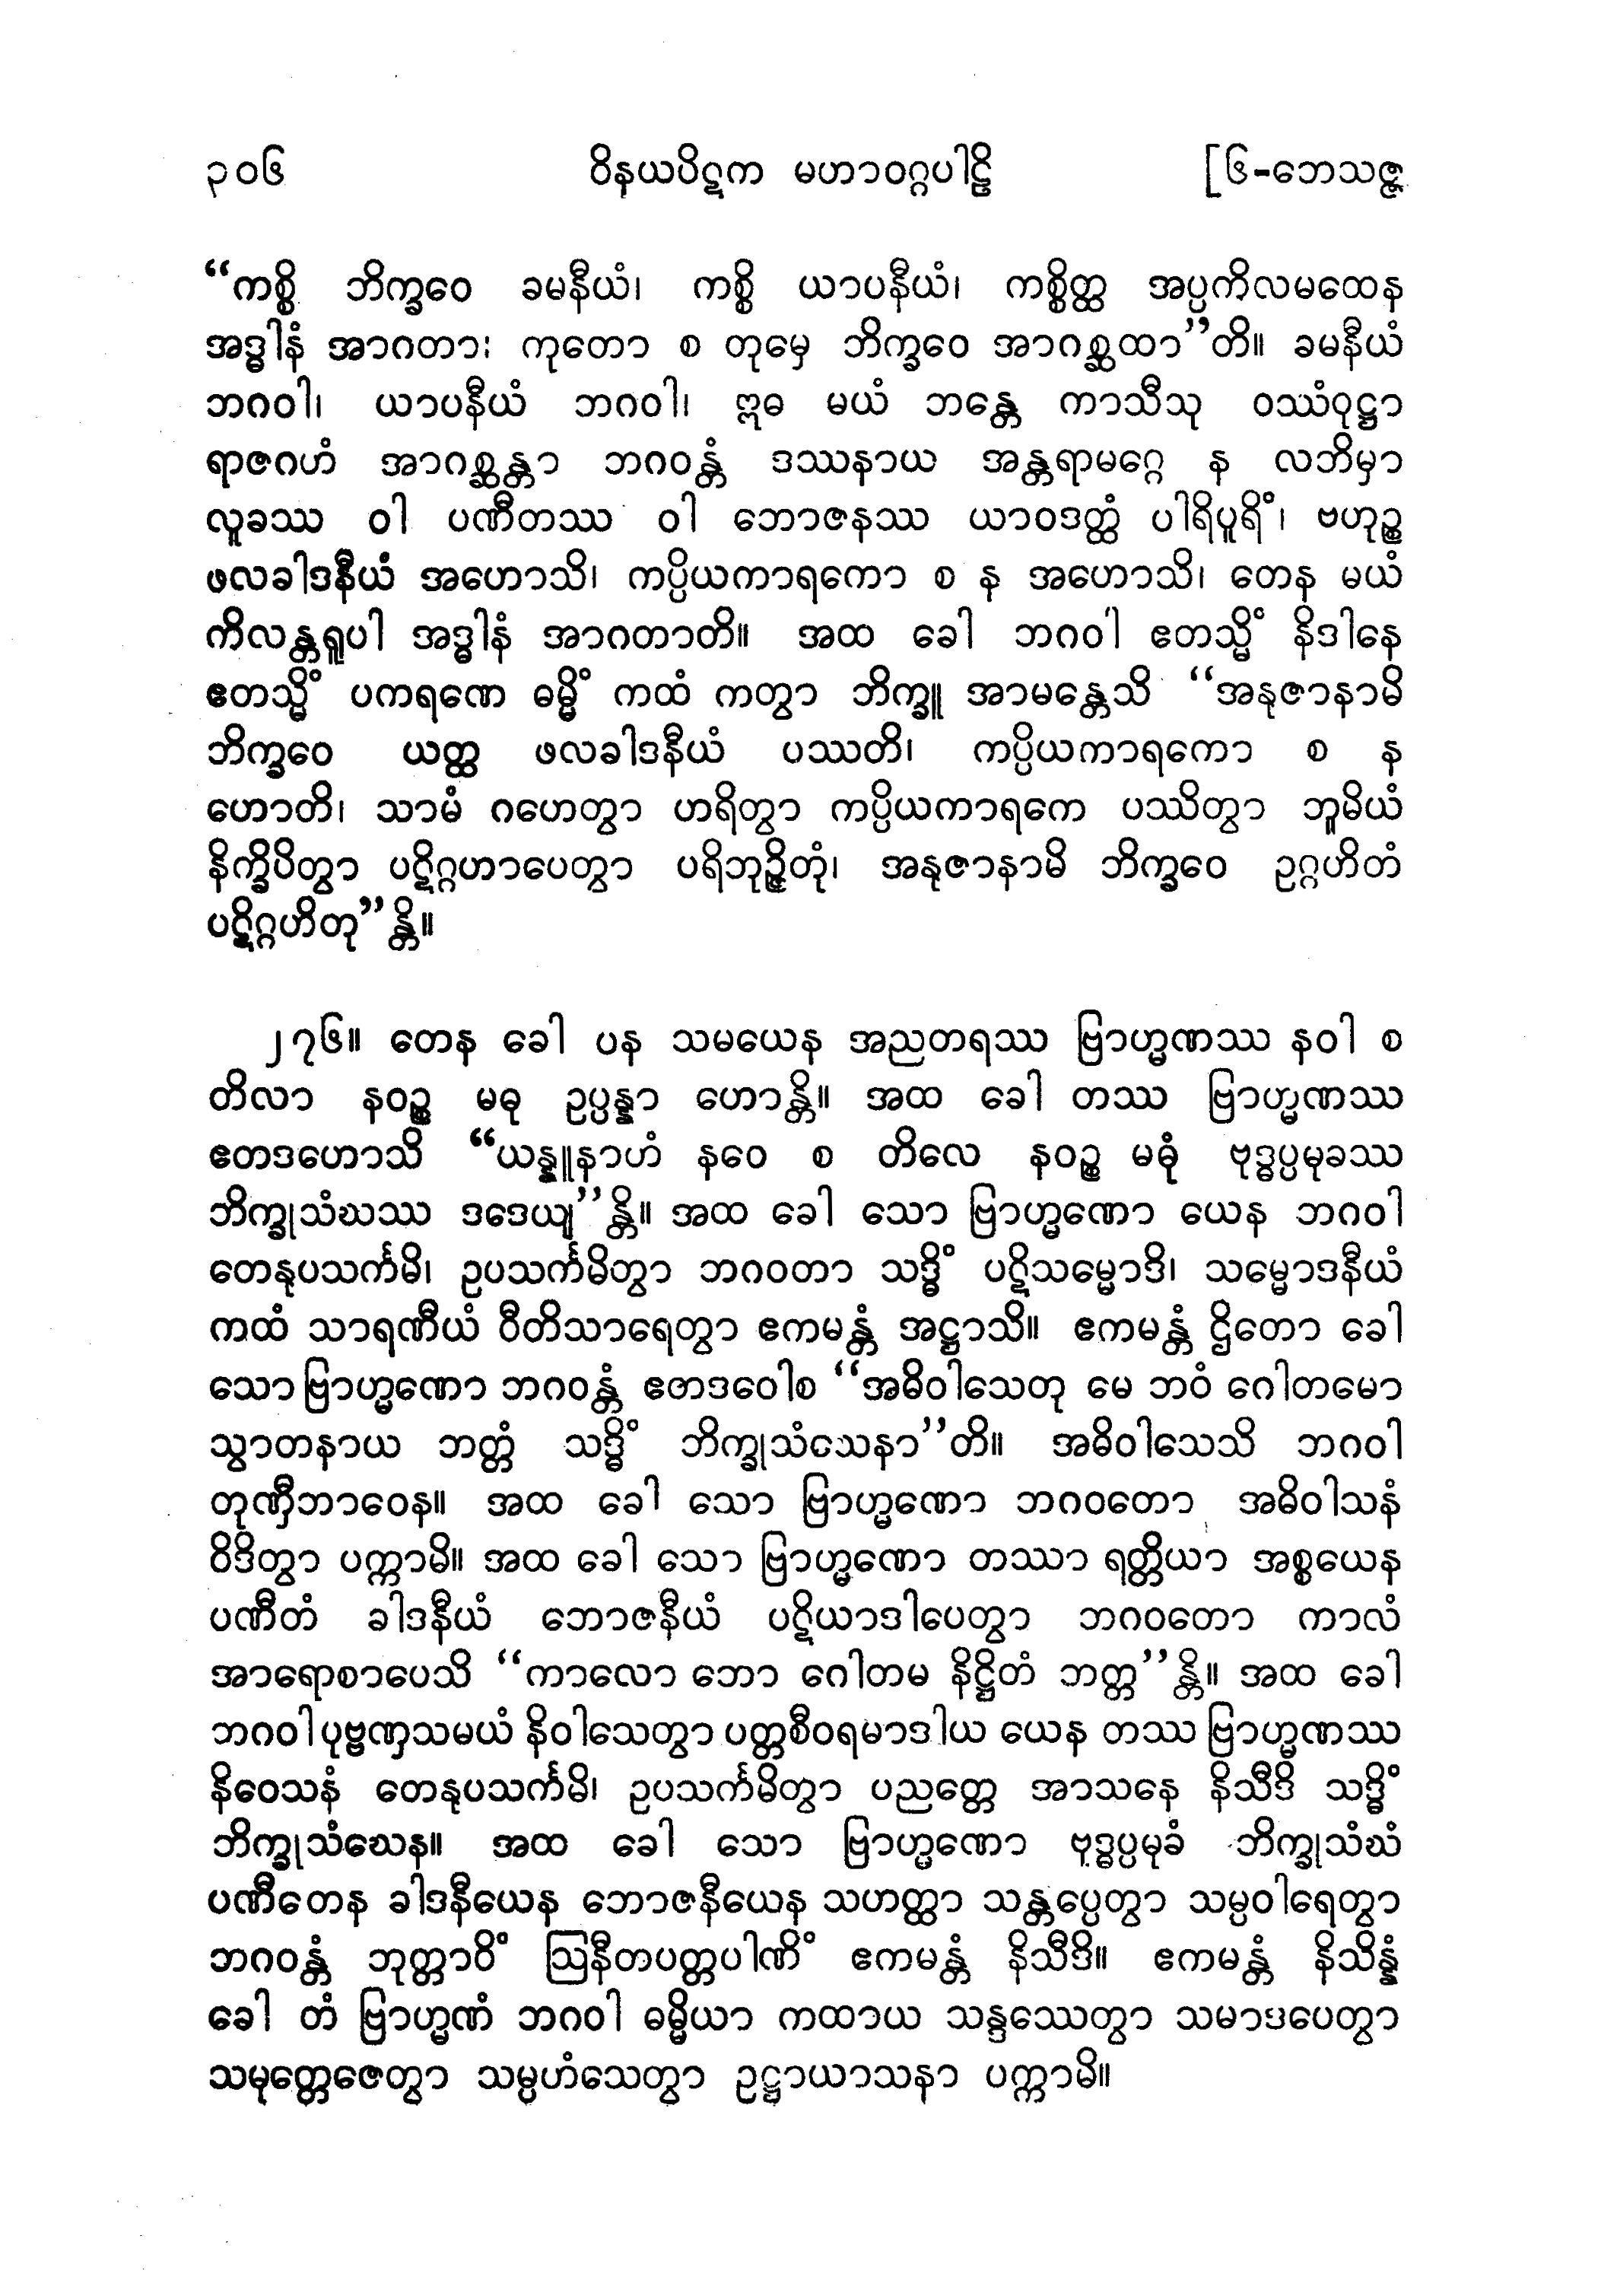 ၃၀၆ ဝိနယပိဋက မဟာဝဂ္ဂပါဠိ [၆-ဘေသဇ္ဇ
“ကစ္စိ ဘိက္ခဝေ ခမနီယံ၊ ကစ္စိ ယာပနီယံ၊ ကစ္စိတ္ထ အပ္ပကိလမထေန
အဒ္ဓါနံ အာဂတာ၊ ကုတော စ တုမှေ ဘိက္ခဝေ အာဂစ္ဆထာ”တိ။ ခမနီယံ
ဘဂဝါ၊ ယာပနီယံ ဘဂဝါ၊ ဣဓ မယံ ဘန္တေ ကာသီသု ဝဿံဝုဋ္ဌာ
ရာဇဂဟံ အာဂစ္ဆန္တာ ဘဂဝန္တံ ဒဿနာယ အန္တရာမဂ္ဂေ န လဘိမှာ
လူခဿ ဝါ ပဏီတဿ ဝါ ဘောဇနဿ ယာဝဒတ္ထံ ပါရိပူရိံ၊ ဗဟုဉ္စ
ဖလခါဒနီယံ အဟောသိ၊ ကပ္ပိယကာရကော စ န အဟောသိ၊ တေန မယံ
ကိလန္တရူပါ အဒ္ဓါနံ အာဂတာတိ။ အထ ခေါ ဘဂဝါ ဧတသ္မိံ နိဒါနေ
ဧတသ္မိံ ပကရဏေ ဓမ္မိံ ကထံ ကတွာ ဘိက္ခူ အာမန္တေသိ “အနုဇာနာမိ
ဘိက္ခဝေ ယတ္ထ ဖလခါဒနီယံ ပဿတိ၊ ကပ္ပိယကာရကော စ န
ဟောတိ၊ သာမံ ဂဟေတွာ ဟရိတွာ ကပ္ပိယကာရကေ ပဿိတွာ ဘူမိယံ
နိက္ခိပိတွာ ပဋိဂ္ဂဟာပေတွာ ပရိဘုဉ္ဇိတုံ၊ အနုဇာနာမိ ဘိက္ခဝေ ဥဂ္ဂဟိတံ
ပဋိဂ္ဂဟိတု”န္တိ။
၂၇၆။ တေန ခေါ ပန သမယေန အညတရဿ ဗြာဟ္မဏဿ နဝါ စ
တိလာ နဝဉ္စ မဓု ဥပ္ပန္နာ ဟောန္တိ။ အထ ခေါ တဿ ဗြာဟ္မဏဿ
ဧတဒဟောသိ “ယန္နူနာဟံ နဝေ စ တိလေ နဝဉ္စ မဓုံ ဗုဒ္ဓပ္ပမုခဿ
ဘိက္ခုသံဃဿ ဒဒေယျ”န္တိ။ အထ ခေါ သော ဗြာဟ္မဏော ယေန ဘဂဝါ
တေနုပသင်္ကမိ၊ ဥပသင်္ကမိတွာ ဘဂဝတာ သဒ္ဓိံ ပဋိသမ္မောဒိ၊ သမ္မောဒနီယံ
ကထံ သာရဏီယံ ဝီတိသာရေတွာ ဧကမန္တံ အဋ္ဌာသိ။ ဧကမန္တံ ဌိတော ခေါ
သော ဗြာဟ္မဏော ဘဂဝန္တံ ဧတဒဝေါစ “အဓိဝါသေတု မေ ဘဝံ ဂေါတမော
သွာတနာယ ဘတ္တံ သဒ္ဓိံ ဘိက္ခုသံဃေနာ”တိ။ အဓိဝါသေသိ ဘဂဝါ
တုဏှီဘာဝေန။ အထ ခေါ သော ဗြာဟ္မဏော ဘဂဝတော အဓိဝါသနံ
ဝိဒိတွာ ပက္ကာမိ။ အထ ခေါ သော ဗြာဟ္မဏော တဿာ ရတ္တိယာ အစ္စယေန
ပဏီတံ ခါဒနီယံ ဘောဇနီယံ ပဋိယာဒါပေတွာ ဘဂဝတော ကာလံ
အာရောစာပေသိ “ကာလော ဘော ဂေါတမ နိဋ္ဌိတံ ဘတ္တ”န္တိ။ အထ ခေါ
ဘဂဝါ ပုဗ္ဗဏှသမယံ နိဝါသေတွာ ပတ္တစီဝရမာဒါယ ယေန တဿ ဗြာဟ္မဏဿ
နိဝေသနံ တေနုပသင်္ကမိ၊ ဥပသင်္ကမိတွာ ပညတ္တေ အာသနေ နိသီဒိ သဒ္ဓိံ
ဘိက္ခုသံဃေန။ အထ ခေါ သော ဗြာဟ္မဏော ဗုဒ္ဓပ္ပမုခံ ဘိက္ခုသံဃံ
ပဏီတေန ခါဒနီယေန ဘောဇနီယေန သဟတ္ထာ သန္တပ္ပေတွာ သမ္ပဝါရေတွာ
ဘဂဝန္တံ ဘုတ္တာဝိံ ဩနီတပတ္တပါဏိံ ဧကမန္တံ နိသီဒိ။ ဧကမန္တံ နိသိန္နံ
ခေါ တံ ဗြာဟ္မဏံ ဘဂဝါ ဓမ္မိယာ ကထာယ သန္ဒဿေတွာ သမာဒပေတွာ
သမုတ္တေဇေတွာ သမ္ပဟံသေတွာ ဥဋ္ဌာယာသနာ ပက္ကာမိ။